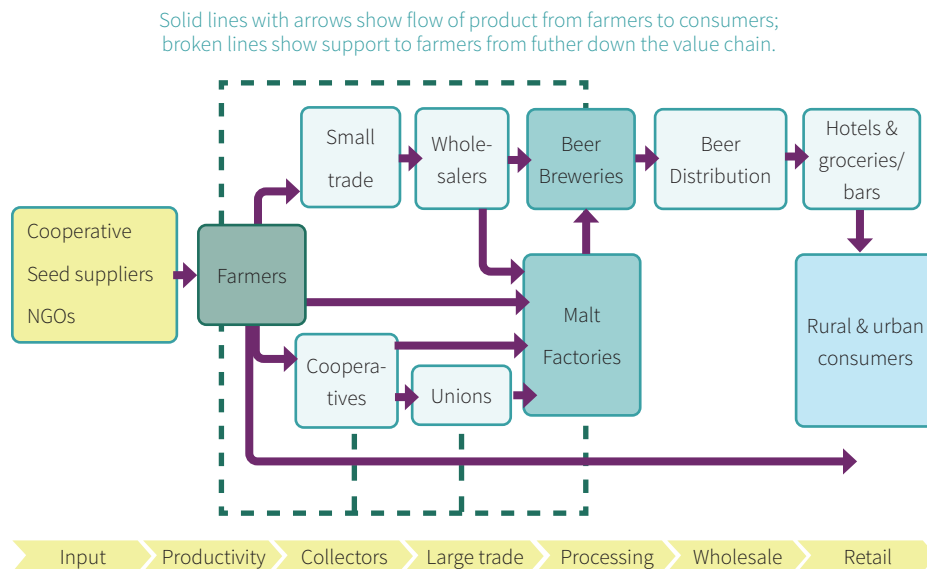 Solid lines with arrows show flow of product from farmers to consumers;
broken lines show support to farmers from futher down the value chain.
Small
trade
Whole-
salers
Beer
Breweries
Beer
Distribution
Hotels &
groceries/
bars
Cooperative
Seed suppliers
NGOs
Farmers
Malt
Factories
Rural & urban
consumers
Coopera-
tives
Unions
Input
Productivity
Collectors
Large trade
Processing
Wholesale
Retail